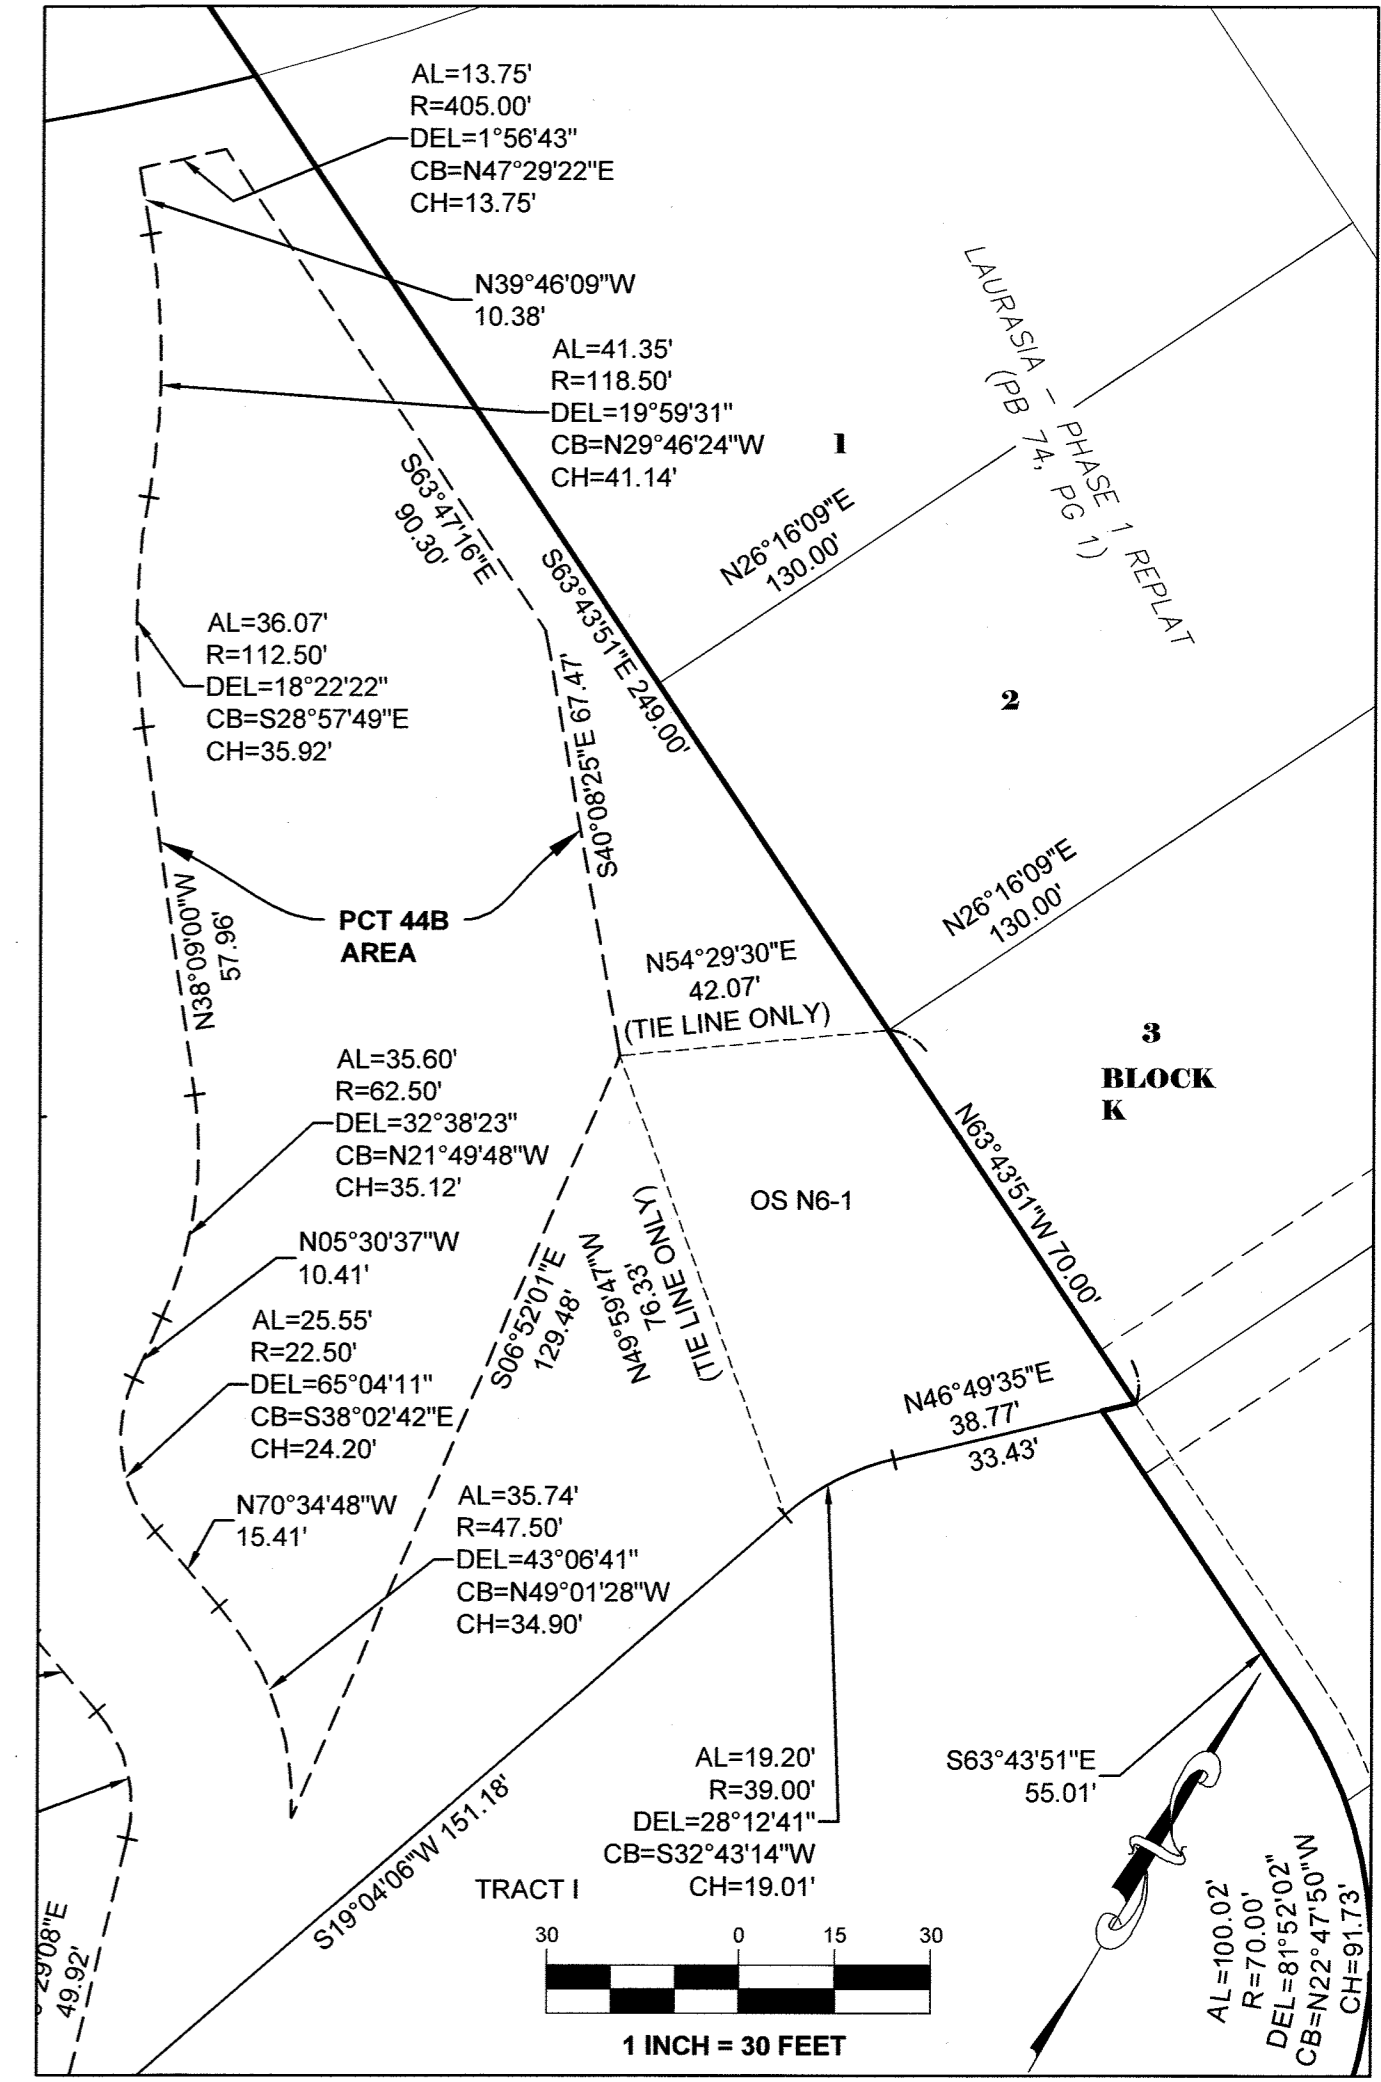 AL=13.75'
R=405.00'
DEL=1°56'43"
CB=N47°29'22"E
CH=13.75'
N39°46'09"W
10.38'
AL=41.35'
R=118.50'
DEL=19°59'31"
CB=N29°46'24"W
CH=41.14'
1
LAURASIA - PHASE 1 REPLAT
(PB 74, PG 1)
S63°47'16"E
90.30'
N26°16'09"E
130.00'
S63°43'51"E 249.00'
AL=36.07'
R=112.50'
DEL=18°22'22"
CB=S28°57'49"E
CH=35.92'
S40°08'25"E 67.47'
2
N38°09'00"W
57.96'
PCT 44B
AREA
N26°16'09"E
130.00'
N54°29'30"E
42.07'
(TIE LINE ONLY)
3
BLOCK
K
AL=35.60'
R=62.50'
DEL=32°38'23"
CB=N21°49'48"W
CH=35.12'
N63°43'51"W 70.00'
OS N6-1
N05°30'37"W
10.41'
S06°52'01"E
129.48'
N49°59'47"W
76.33'
(TIE LINE ONLY)
AL=25.55'
R=22.50'
DEL=65°04'11"
CB=S38°02'42"E
CH=24.20'
N46°49'35"E
38.77'
33.43'
N70°34'48"W
15.41'
AL=35.74'
R=47.50'
DEL=43°06'41"
CB=N49°01'28"W
CH=34.90'
AL=19.20'
R=39.00'
DEL=28°12'41"
CB=S32°43'14"W
CH=19.01'
S63°43'51"E
55.01'
S19°04'06"W 151.18'
TRACT I
AL=100.02'
R=70.00'
DEL=81°52'02"
CB=N22°47'50"W
CH=91.73'
29'08"E
49.92'
30 0 15 30
1 INCH = 30 FEET